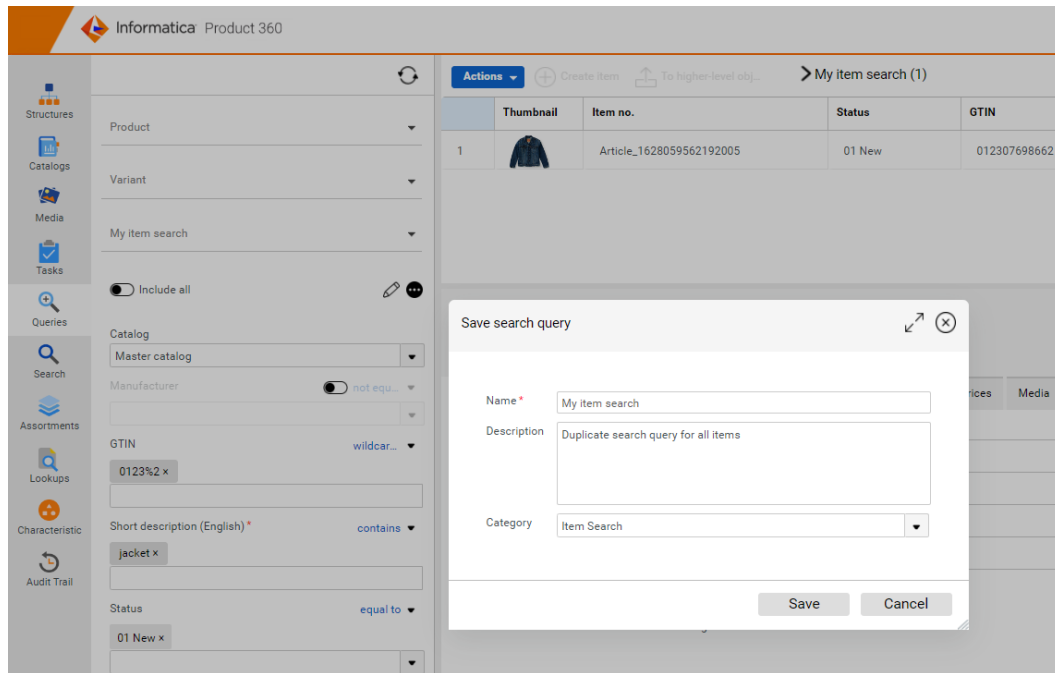 Informatica Product 360
Structures
Catalogs
Media
Tasks
Queries
Search
Assortments
Lookups
Characteristic
Audit Trail
Product
Variant
My item search
Include all
Catalog
Master catalog
Manufacturer not equ...
GTIN wildcar...
0123%2 ×
Short description (English) * contains
jacket ×
Status equal to
01 New ×
Actions Create item To higher-level obj... My item search (1)
Thumbnail Item no. Status GTIN
1 Article_1628059562192005 01 New 012307698662
Save search query
Name * My item search
Description Duplicate search query for all items
Category Item Search
Save Cancel
Media